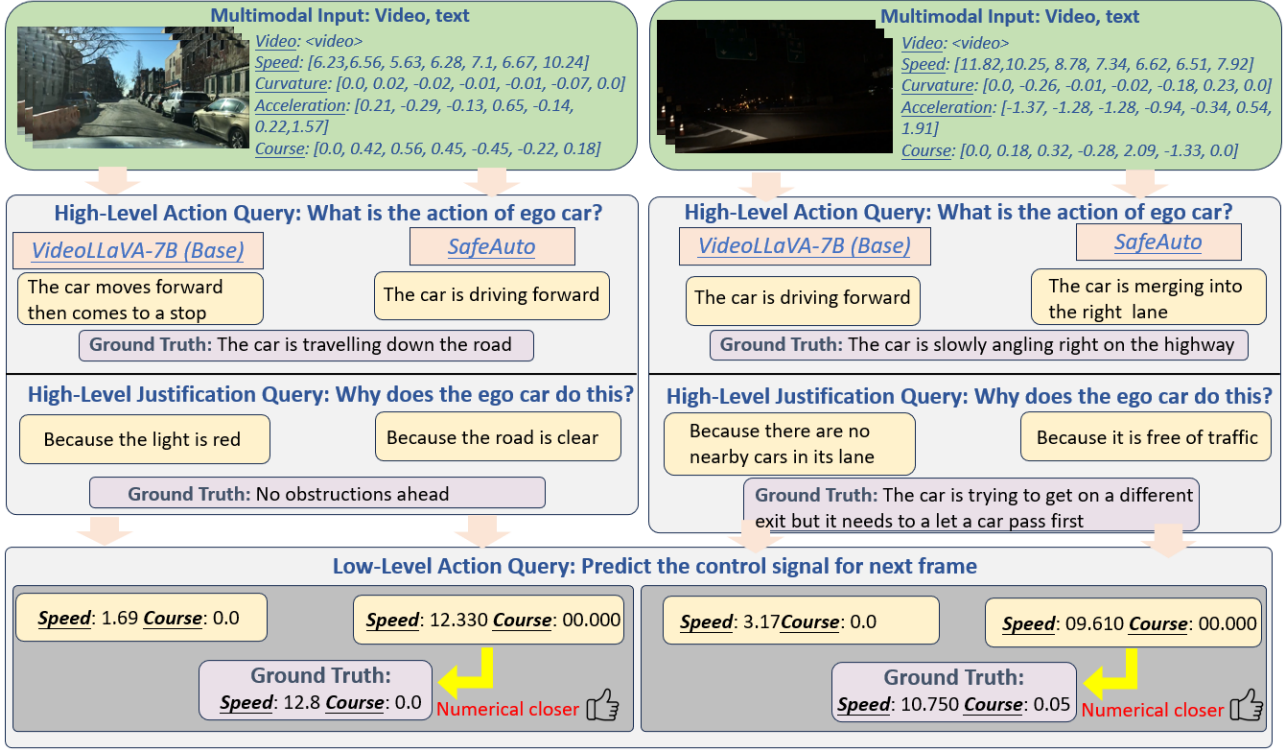 Multimodal Input: Video, text
Video: <video>
Speed: [6.23,6.56, 5.63, 6.28, 7.1, 6.67, 10.24]
Curvature: [0.0, 0.02, -0.02, -0.01, -0.01, -0.07, 0.0]
Acceleration: [0.21, -0.29, -0.13, 0.65, -0.14,
0.22,1.57]
Course: [0.0, 0.42, 0.56, 0.45, -0.45, -0.22, 0.18]
High-Level Action Query: What is the action of ego car?
VideoLLaVA-7B (Base)
SafeAuto
The car moves forward
then comes to a stop
The car is driving forward
Ground Truth: The car is travelling down the road
High-Level Justification Query: Why does the ego car do this?
Because the light is red
Because the road is clear
Ground Truth: No obstructions ahead
Multimodal Input: Video, text
Video: <video>
Speed: [11.82,10.25, 8.78, 7.34, 6.62, 6.51, 7.92]
Curvature: [0.0, -0.26, -0.01, -0.02, -0.18, 0.23, 0.0]
Acceleration: [-1.37, -1.28, -1.28, -0.94, -0.34, 0.54,
1.91]
Course: [0.0, 0.18, 0.32, -0.28, 2.09, -1.33, 0.0]
High-Level Action Query: What is the action of ego car?
VideoLLaVA-7B (Base)
SafeAuto
The car is driving forward
The car is merging into
the right lane
Ground Truth: The car is slowly angling right on the highway
High-Level Justification Query: Why does the ego car do this?
Because there are no
nearby cars in its lane
Because it is free of traffic
Ground Truth: The car is trying to get on a different
exit but it needs to a let a car pass first
Low-Level Action Query: Predict the control signal for next frame
Speed: 1.69 Course: 0.0
Speed: 12.330 Course: 00.000
Ground Truth:
Speed: 12.8 Course: 0.0
Numerical closer
Speed: 3.17Course: 0.0
Speed: 09.610 Course: 00.000
Ground Truth:
Speed: 10.750 Course: 0.05
Numerical closer